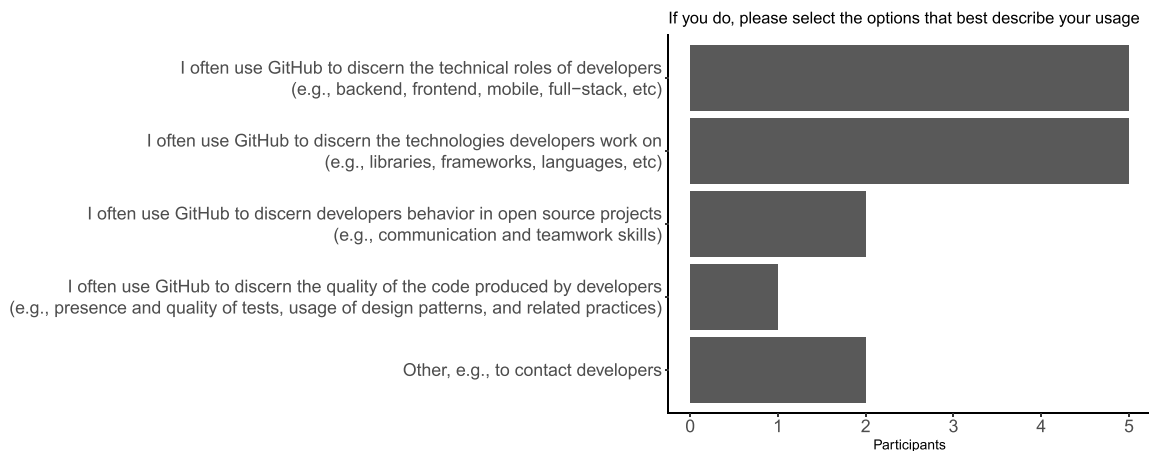 If you do, please select the options that best describe your usage
I often use GitHub to discern the technical roles of developers
(e.g., backend, frontend, mobile, full−stack, etc)
I often use GitHub to discern the technologies developers work on
(e.g., libraries, frameworks, languages, etc)
I often use GitHub to discern developers behavior in open source projects
(e.g., communication and teamwork skills)
I often use GitHub to discern the quality of the code produced by developers
(e.g., presence and quality of tests, usage of design patterns, and related practices)
Other, e.g., to contact developers
0 1 2 3 4 5
Participants